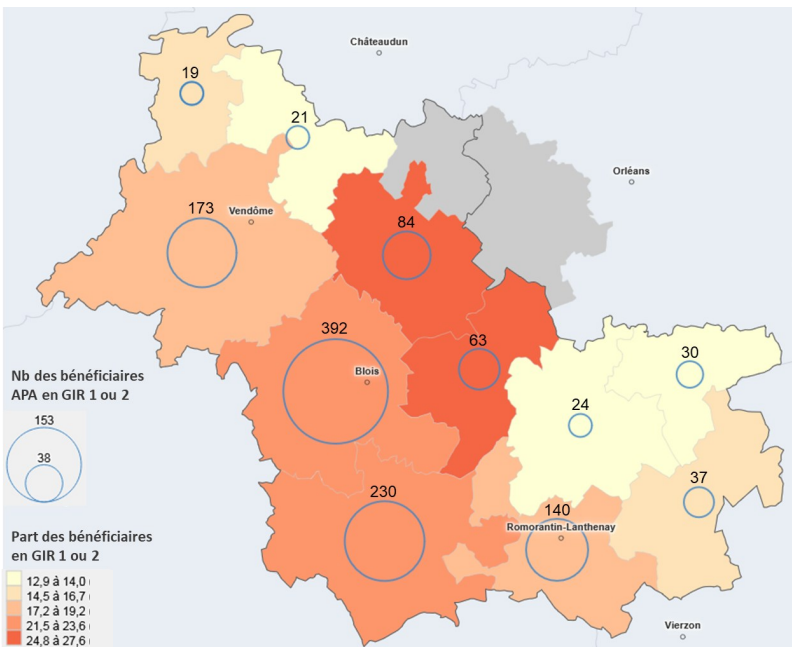 Châteaudun
19
21
Orléans
173
Vendôme
84
392
63
Blois
30
24
230
37
140
Romorantin-Lanthenay
Vierzon
Nb des bénéficiaires
APA en GIR 1 ou 2
153
38
Part des bénéficiaires
en GIR 1 ou 2
12,9 à 14,0
14,5 à 16,7
17,2 à 19,2
21,5 à 23,6
24,8 à 27,6